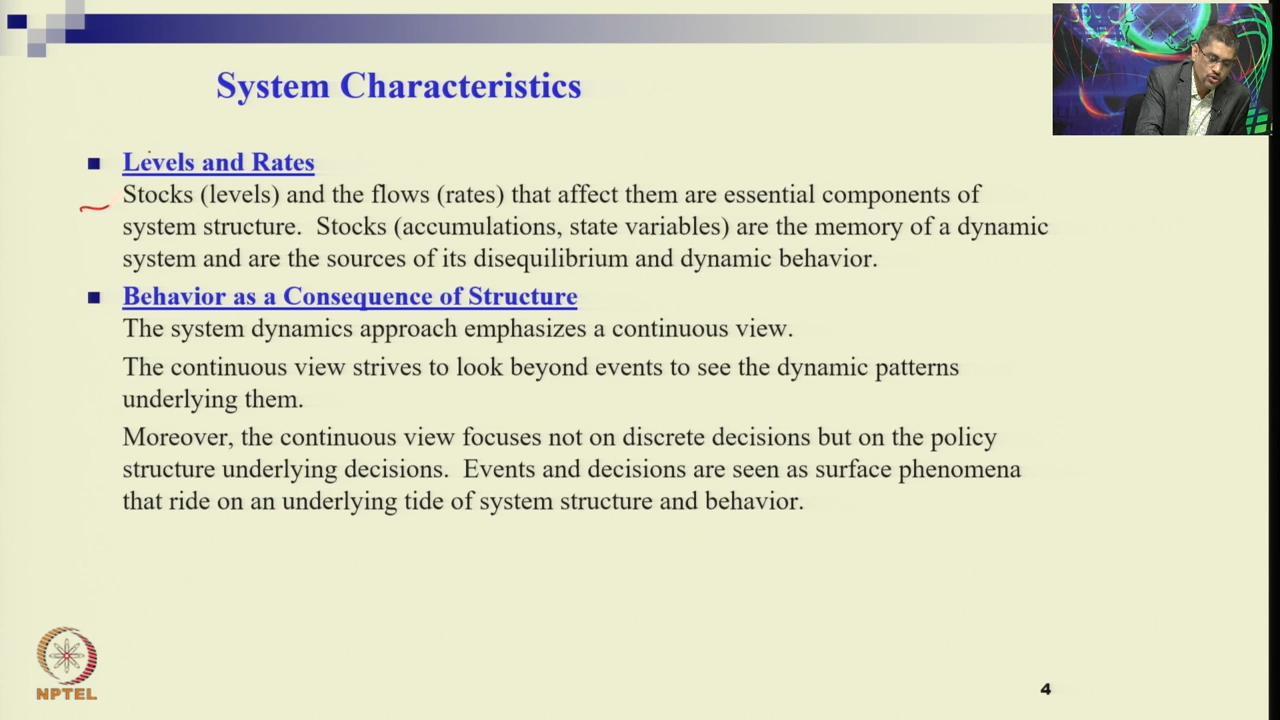 System Characteristics
Levels and Rates
Stocks (levels) and the flows (rates) that affect them are essential components of
system structure. Stocks (accumulations, state variables) are the memory of a dynamic
system and are the sources of its disequilibrium and dynamic behavior.
Behavior as a Consequence of Structure
The system dynamics approach emphasizes a continuous view.
The continuous view strives to look beyond events to see the dynamic patterns
underlying them.
Moreover, the continuous view focuses not on discrete decisions but on the policy
structure underlying decisions. Events and decisions are seen as surface phenomena
that ride on an underlying tide of system structure and behavior.
NPTEL
4